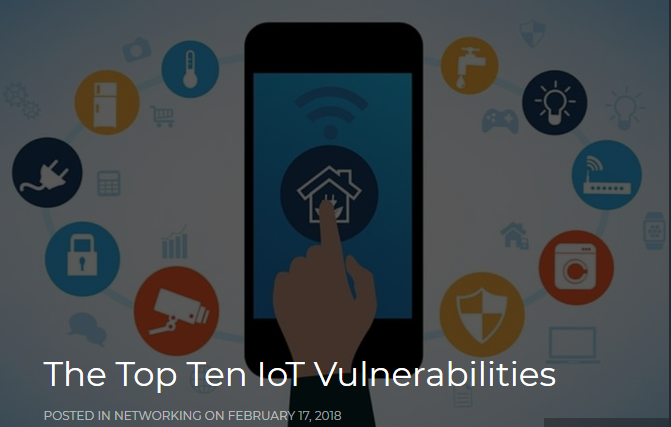 The Top Ten IoT Vulnerabilities
POSTED IN NETWORKING ON FEBRUARY 17, 2018